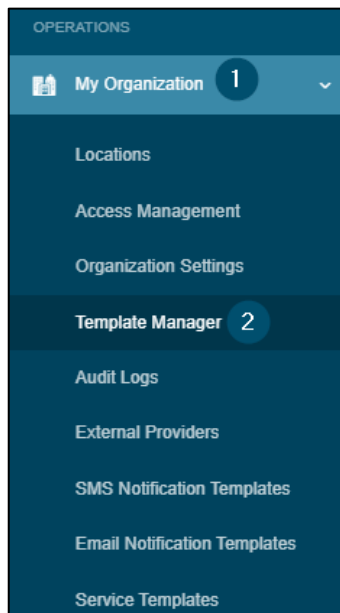 OPERATIONS
My Organization 1
Locations
Access Management
Organization Settings
Template Manager 2
Audit Logs
External Providers
SMS Notification Templates
Email Notification Templates
Service Templates